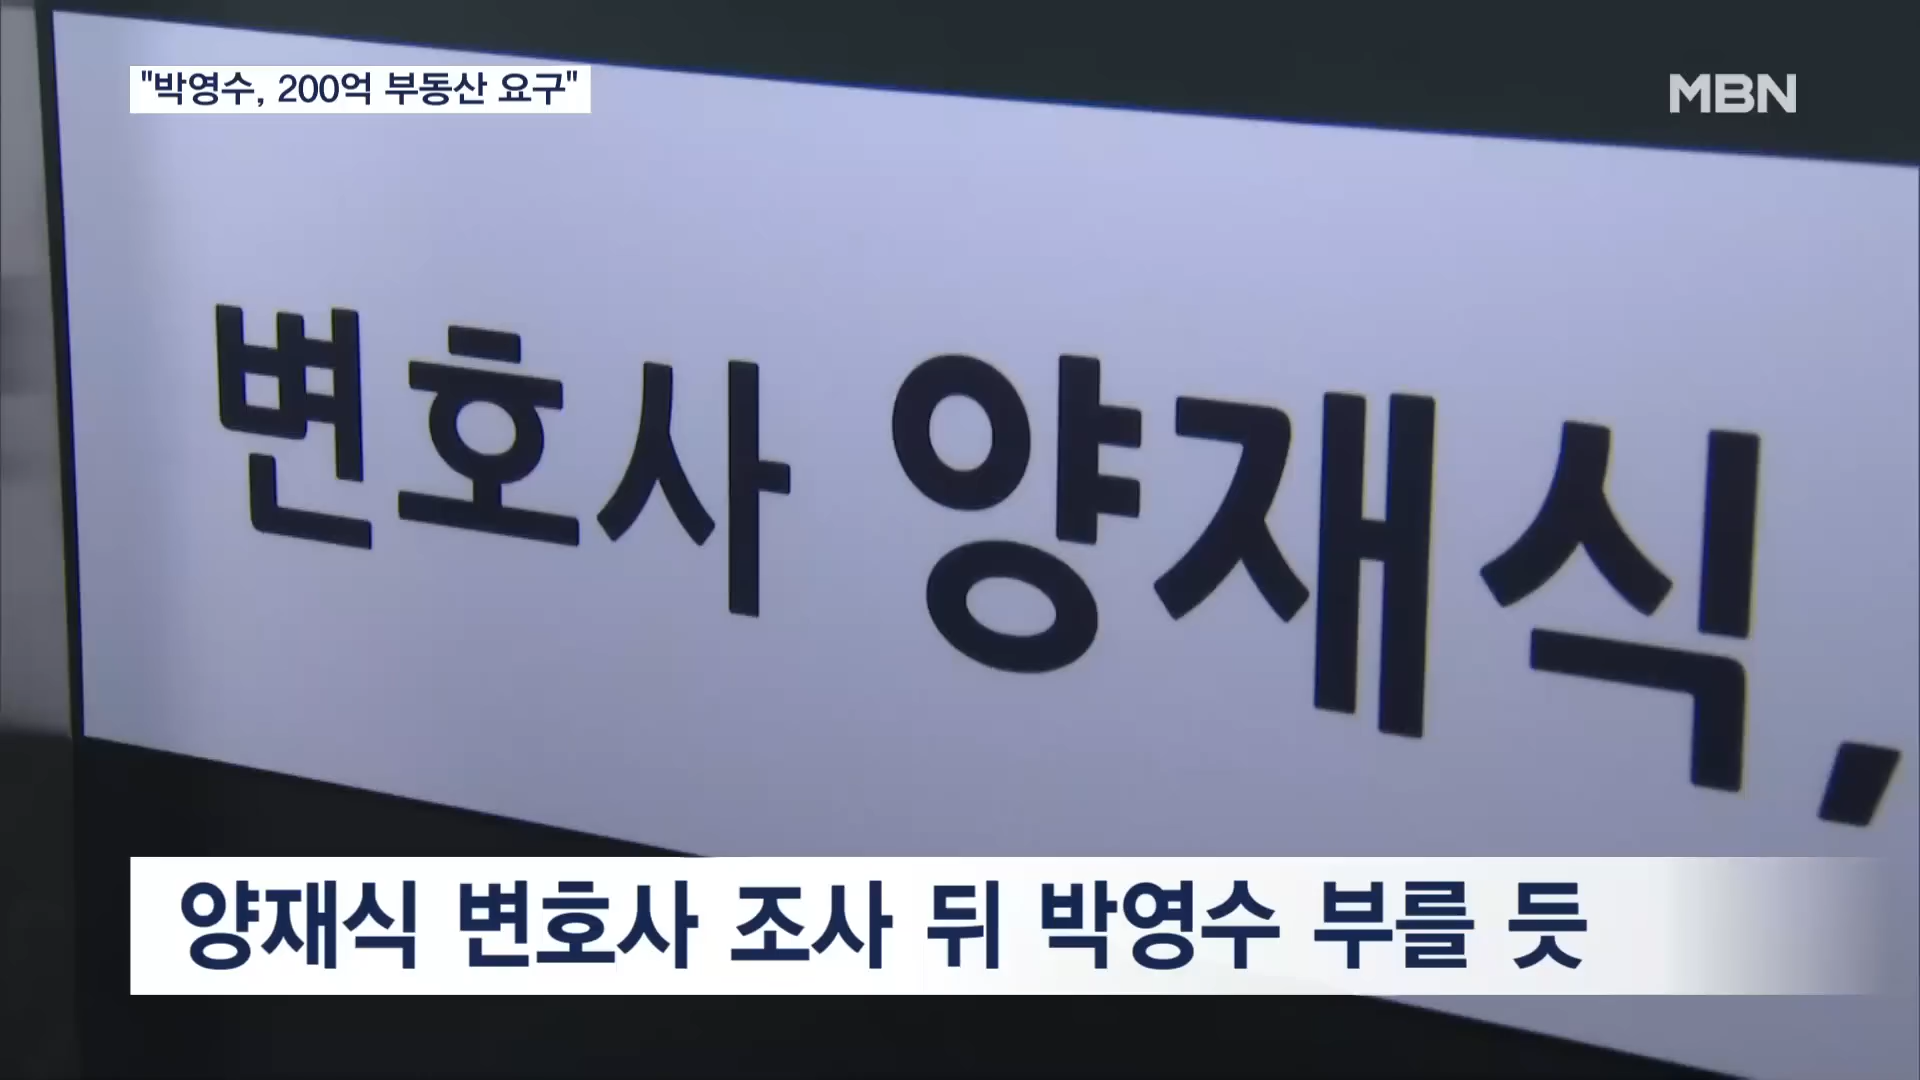 "박영수, 200억 부동산 요구"
MBN
변호사 양재식,
양재식 변호사 조사 뒤 박영수 부를 듯